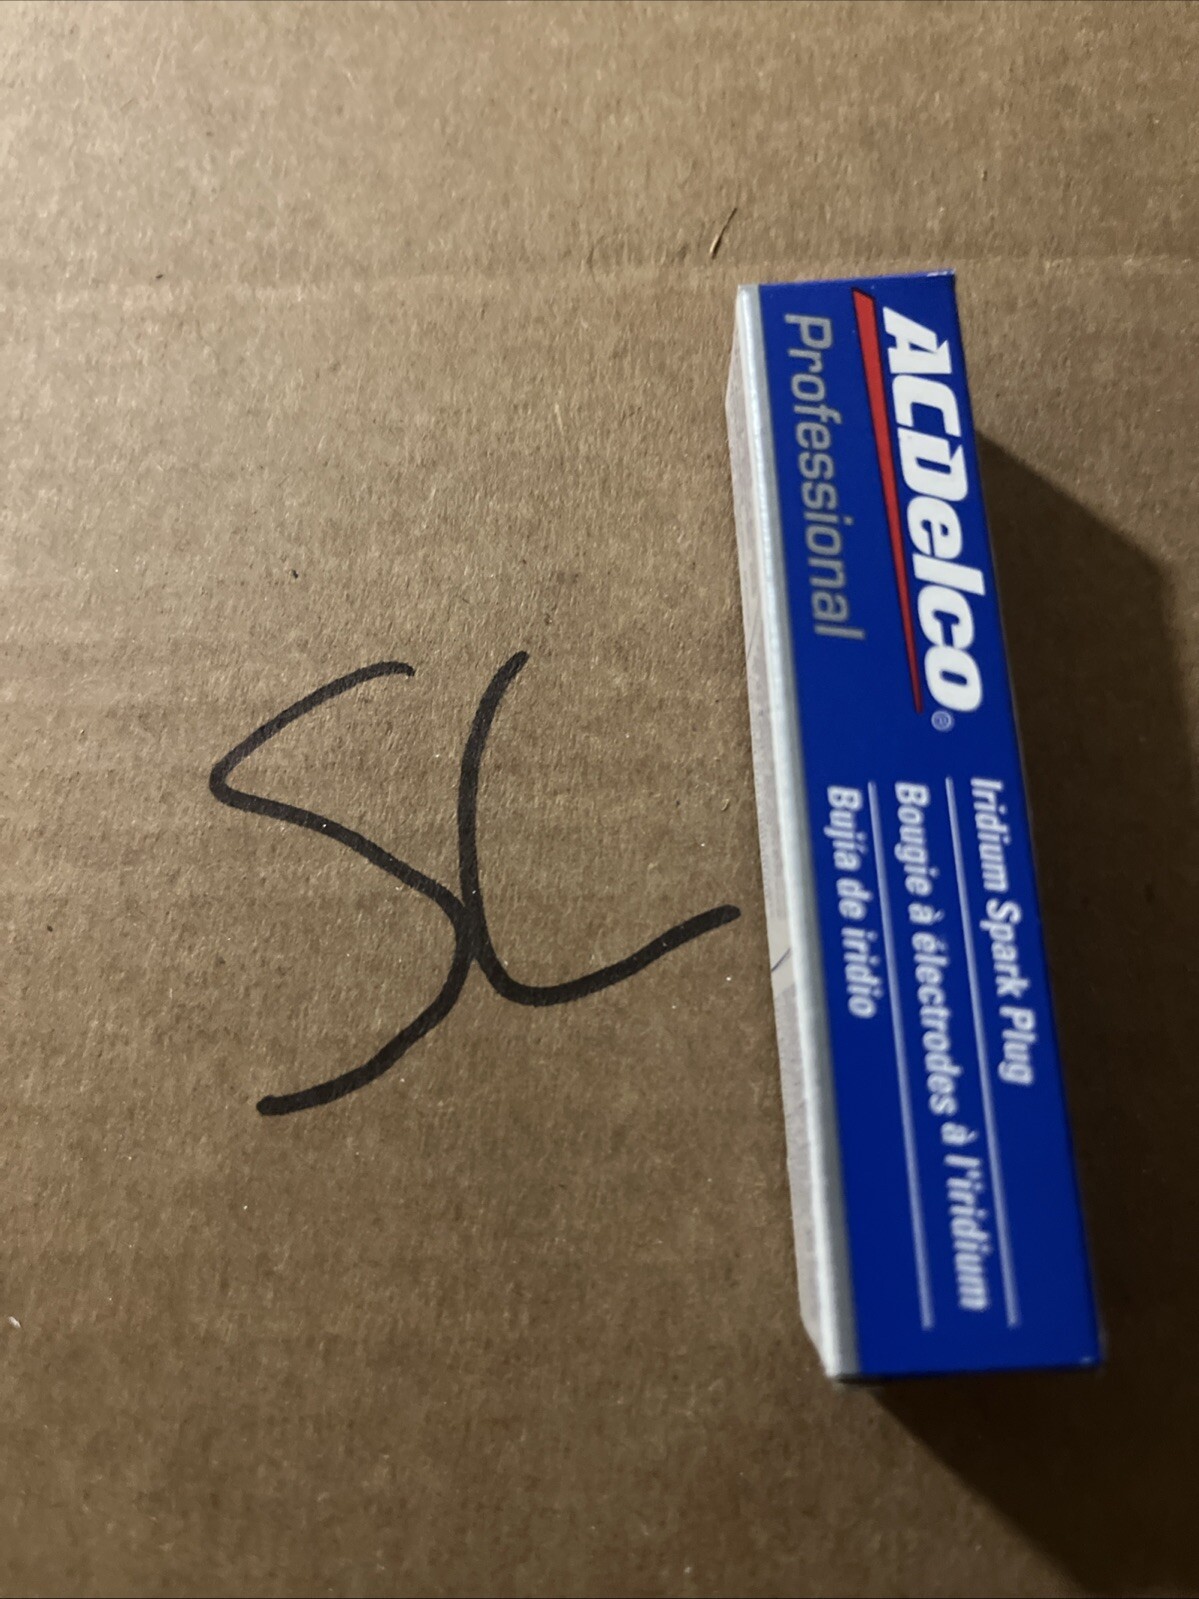 ACDelco®
Professional
Iridium Spark Plug
Bougie à électrodes à l'iridium
Bujía de iridio
SL